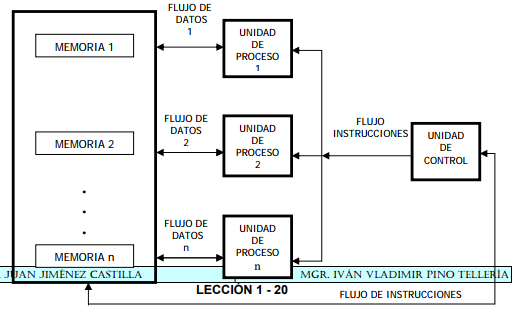 FLUJO DE
DATOS
1
UNIDAD
DE
PROCESO
1
MEMORIA 1
FLUJO DE
DATOS
2
UNIDAD
DE
PROCESO
2
MEMORIA 2
FLUJO
INSTRUCCIONES
UNIDAD
DE
CONTROL
.
.
.
FLUJO DE
DATOS
n
UNIDAD
DE
PROCESO
n
MEMORIA n
JUAN JIMÉNEZ CASTILLA
MGR. IVÁN VLADIMIR PINO TELLERÍA
LECCIÓN 1 - 20
FLUJO DE INSTRUCCIONES